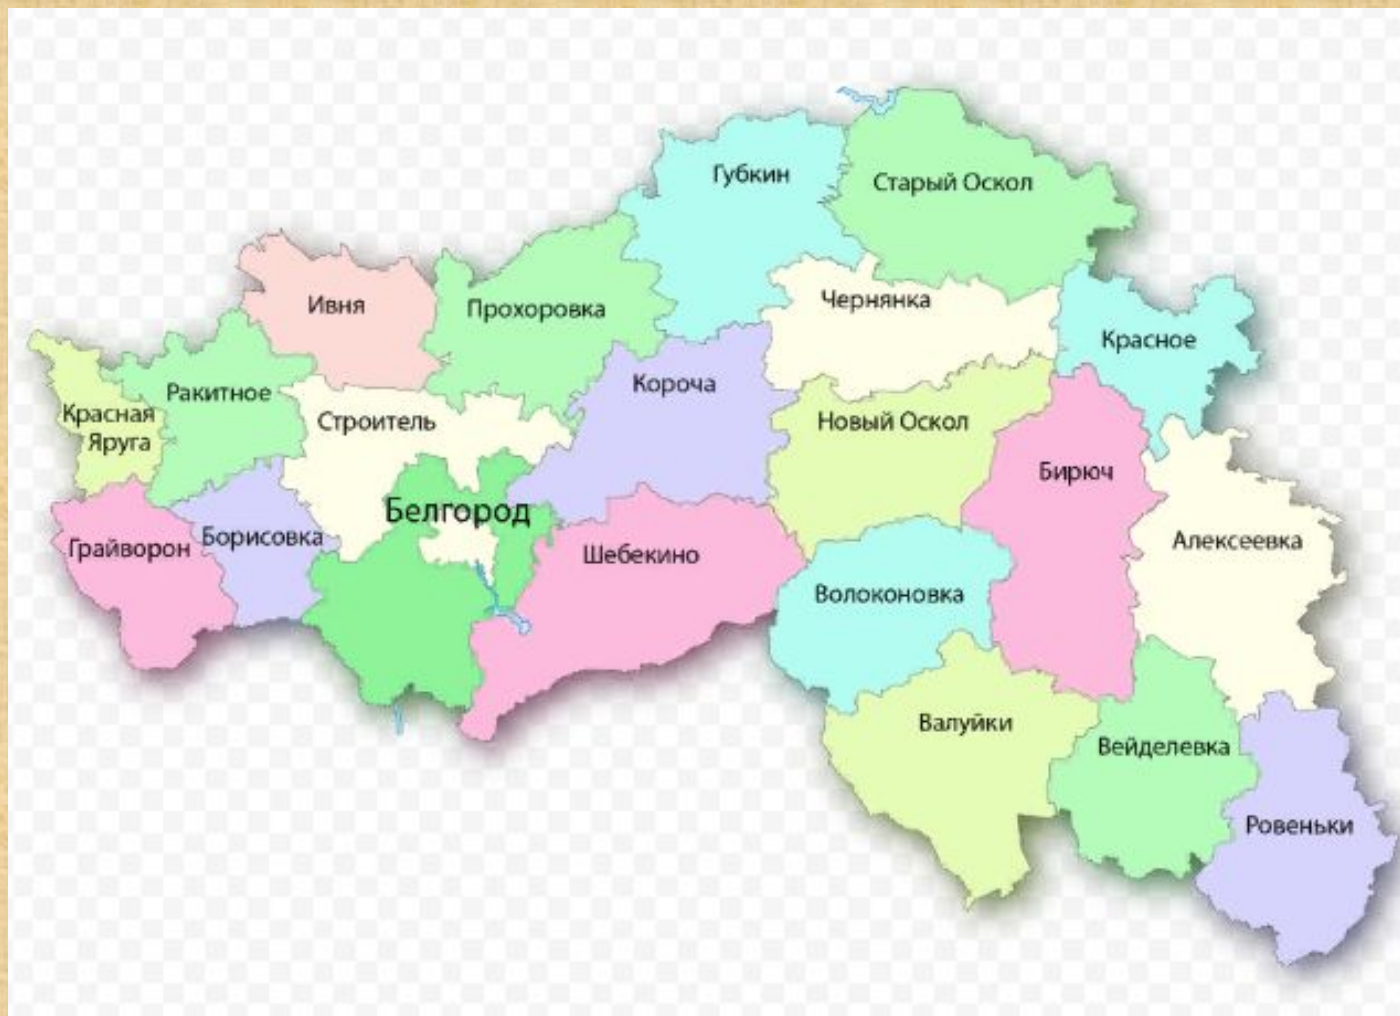 Губкин
Старый Оскол
Ивня
Прохоровка
Чернянка
Красное
Ракитное
Короча
Красная
Яруга
Строитель
Новый Оскол
Бирюч
Белгород
Грайворон
Борисовка
Шебекино
Алексеевка
Волоконовка
Валуйки
Вейделевка
Ровеньки